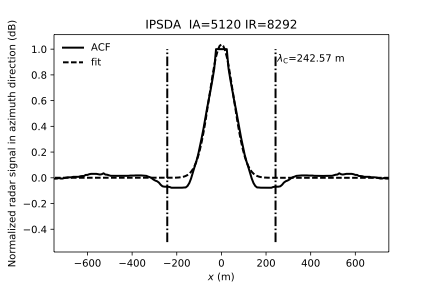 IPSDA IA=5120 IR=8292
Normalized radar signal in azimuth direction (dB)
1.0
0.8
0.6
0.4
0.2
0.0
−0.2
−0.4
ACF
fit
λC=242.57 m
−600 −400 −200 0 200 400 600
x (m)